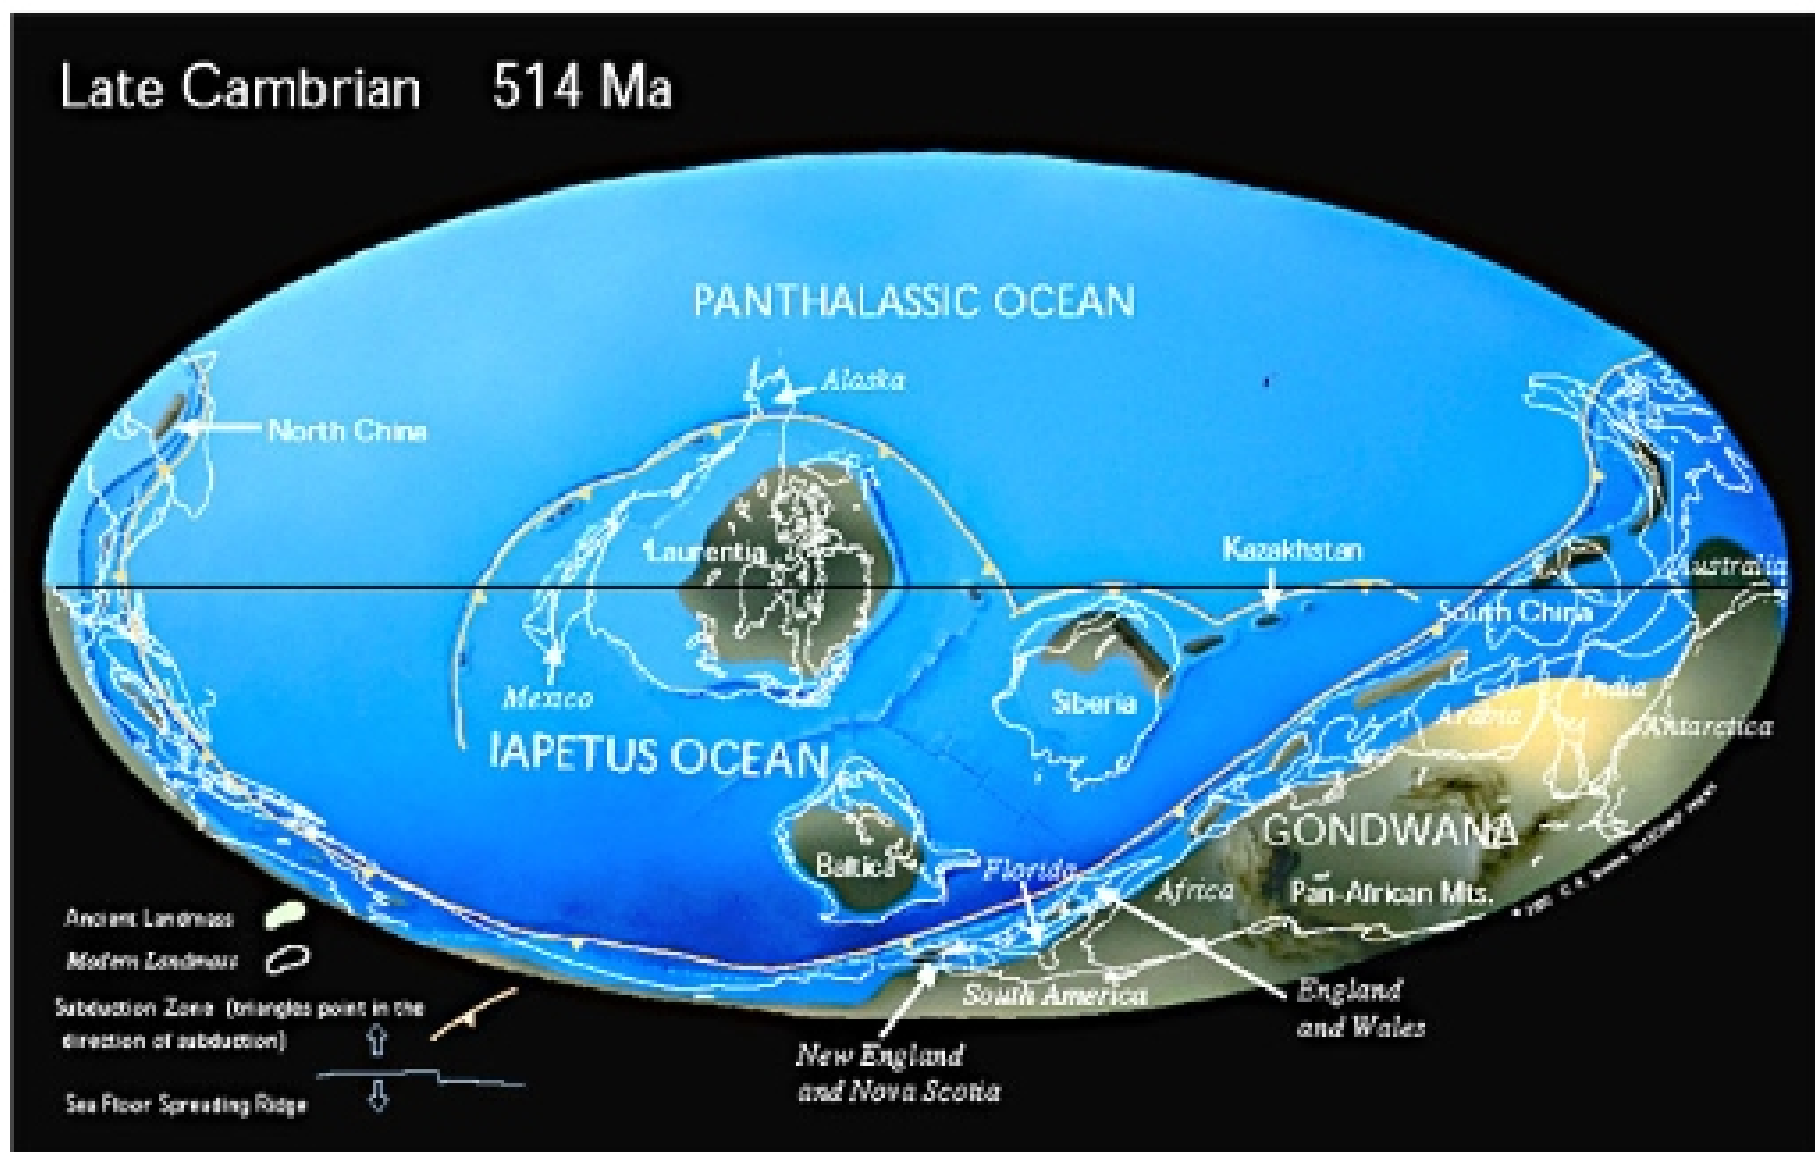 Late Cambrian 514 Ma
PANTHALASSIC OCEAN
Alaska
North China
Laurentia
Kazakhstan
Australia
South China
Mexico
Siberia
India
Arabia
Antarctica
IAPETUS OCEAN
GONDWANA
Baltica
Florida
Africa
Pan-African Mts.
Ancient Landmass
Modern Landmass
South America
England
and Wales
Subduction Zone (triangles point in the
direction of subduction)
New England
and Nova Scotia
Sea Floor Spreading Ridge